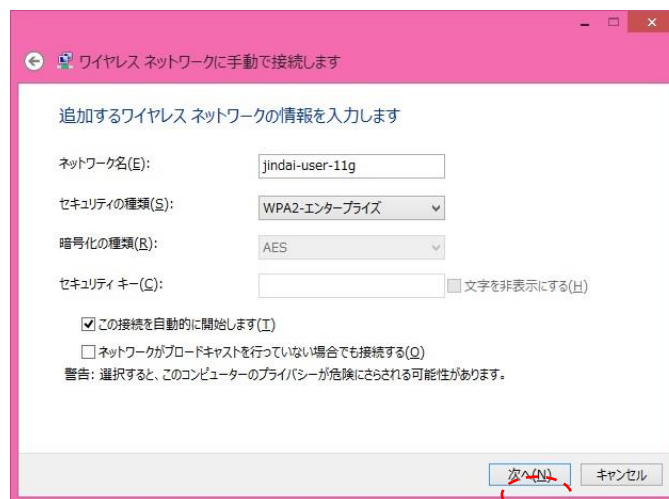 ワイヤレス ネットワークに手動で接続します
追加するワイヤレス ネットワークの情報を入力します
ネットワーク名(E): jindai-user-11g
セキュリティの種類(S): WPA2-エンタープライズ
暗号化の種類(R): AES
セキュリティ キー(C): 文字を非表示にする(H)
この接続を自動的に開始します(T)
ネットワークがブロードキャストを行っていない場合でも接続する(O)
警告: 選択すると、このコンピューターのプライバシーが危険にさらされる可能性があります。
次へ(N) キャンセル